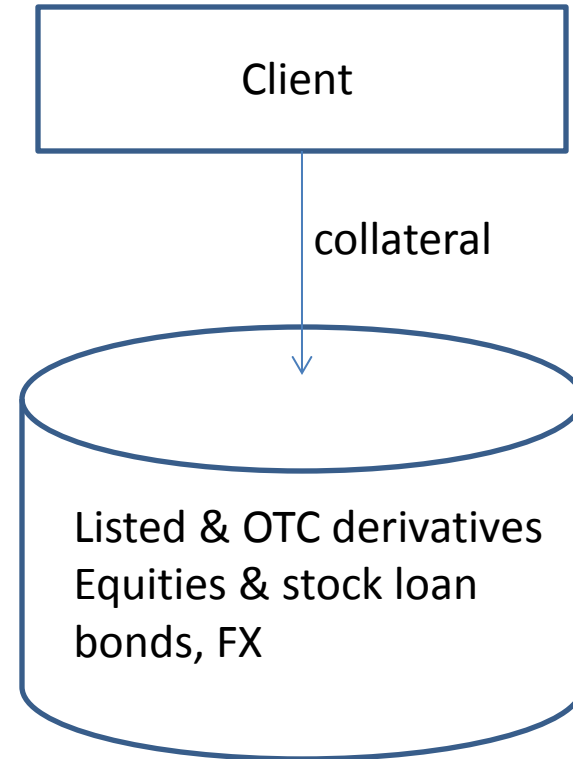 Client
collateral
Listed & OTC derivatives
Equities & stock loan
bonds, FX